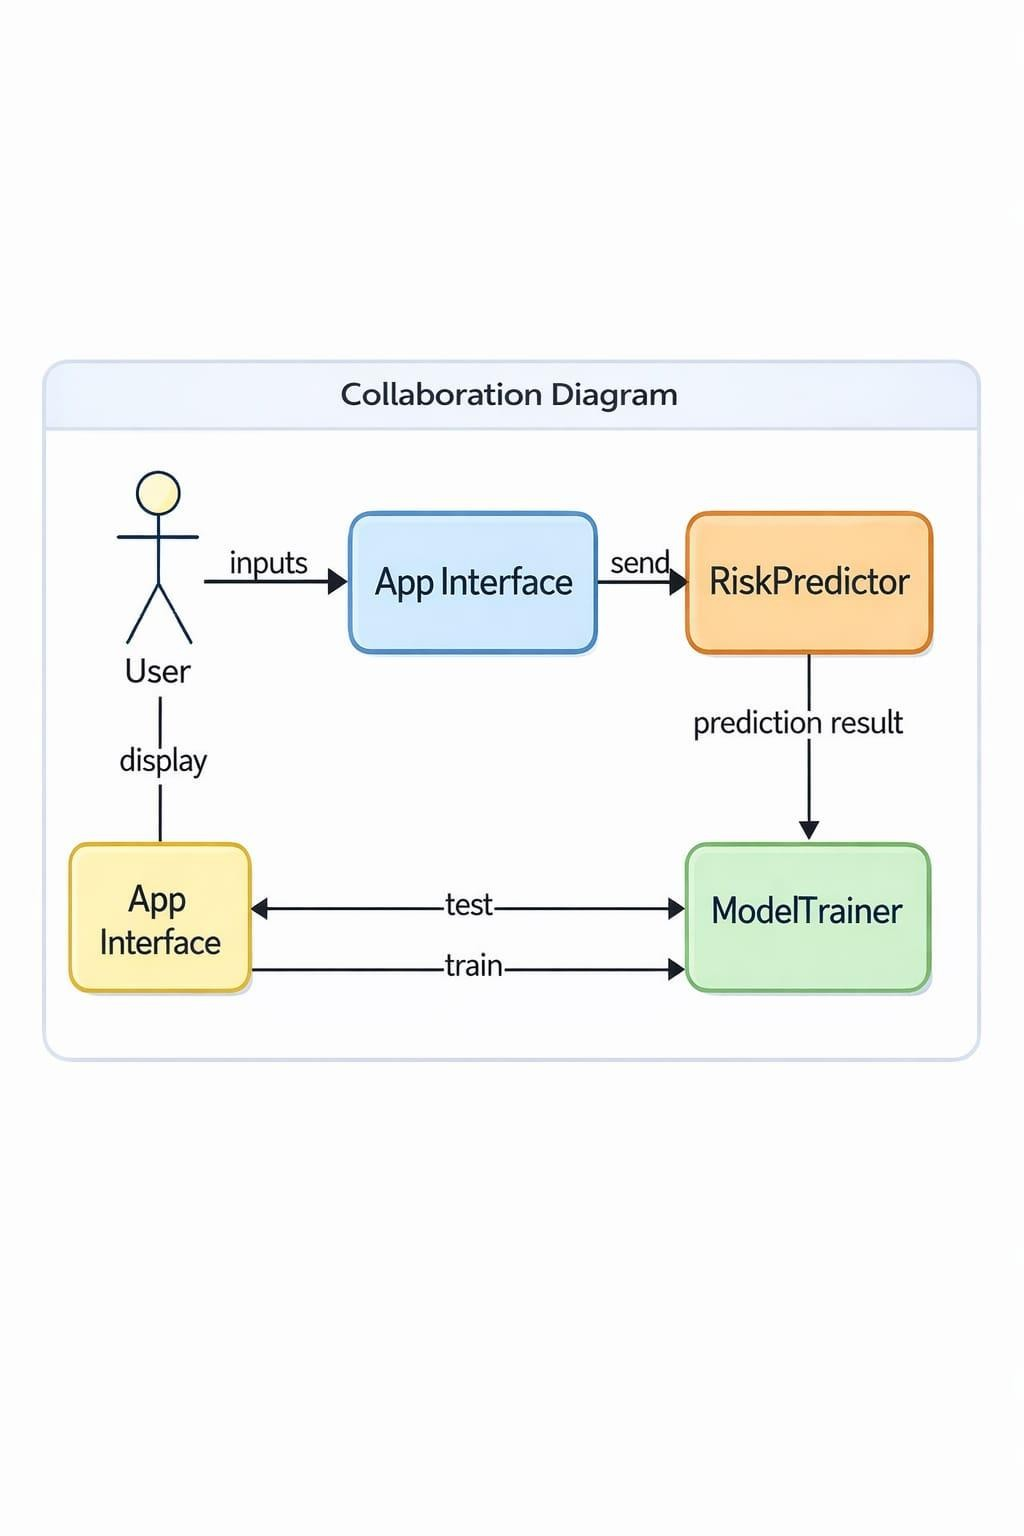 Collaboration Diagram
inputs
App Interface
send
RiskPredictor
User
prediction result
display
App
Interface
test
train
ModelTrainer